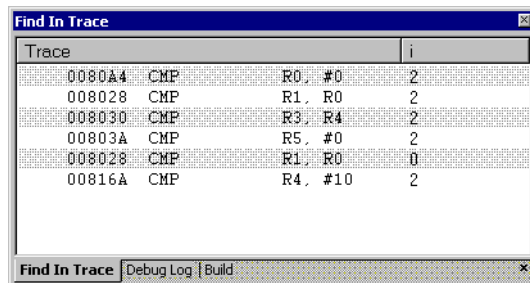 Find In Trace
Trace i
0080A4 CMP R0, #0 2
008028 CMP R1, R0 2
008030 CMP R3, R4 2
00803A CMP R5, #0 2
008028 CMP R1, R0 0
00816A CMP R4, #10 2
Find In Trace Debug Log Build